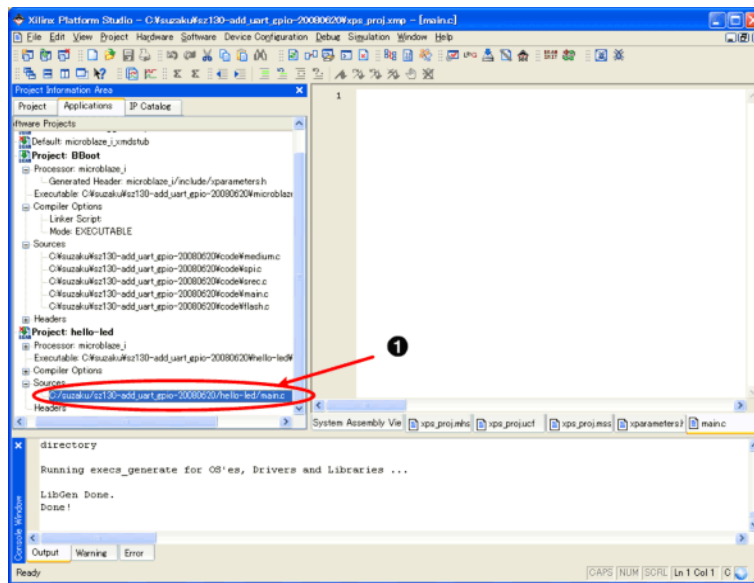 Xilinx Platform Studio - C:¥suzaku¥sz130-add_uart_gpio-20080620¥xps_proj.xmp - [main.c]
File Edit View Project Hardware Software Device Configuration Debug Simulation Window Help
Project Information Area
Project Applications IP Catalog
ftware Projects
Default: microblaze_i_xmdstub
Project: BBoot
Processor: microblaze_i
Generated Header: microblaze_i/include/xparameters.h
Executable: C:¥suzaku¥sz130-add_uart_gpio-20080620¥microblaz
Compiler Options
Linker Script:
Mode: EXECUTABLE
Sources
C:¥suzaku¥sz130-add_uart_gpio-20080620¥code¥medium.c
C:¥suzaku¥sz130-add_uart_gpio-20080620¥code¥spi.c
C:¥suzaku¥sz130-add_uart_gpio-20080620¥code¥srec.c
C:¥suzaku¥sz130-add_uart_gpio-20080620¥code¥main.c
C:¥suzaku¥sz130-add_uart_gpio-20080620¥code¥flash.c
Headers
Project: hello-led
Processor: microblaze_i
Executable: C:¥suzaku¥sz130-add_uart_gpio-20080620¥hello-led¥
Compiler Options
Sources
C:/suzaku/sz130-add_uart_gpio-20080620/hello-led/main.c
Headers
1
❶
System Assembly Vie xps_proj.mhs xps_proj.ucf xps_proj.mss xparameters.h main.c
directory
Running execs_generate for OS'es, Drivers and Libraries ...
LibGen Done.
Done!
Console Window
Output Warning Error
Ready CAPS NUM SCRL Ln 1 Col 1 C